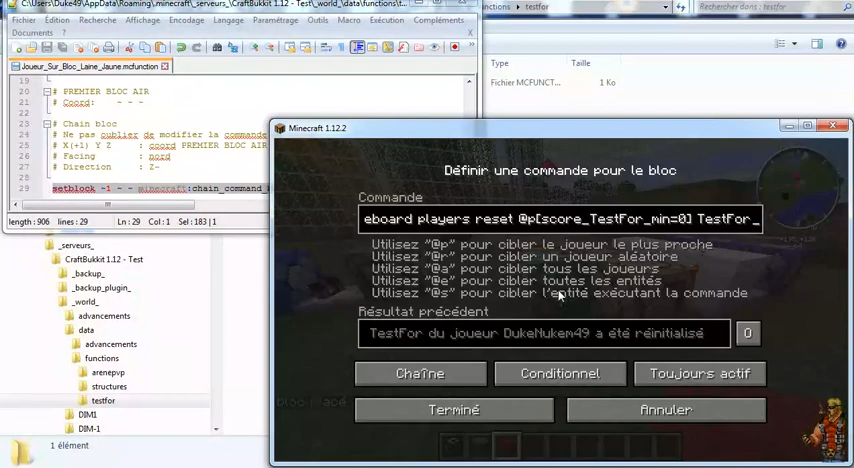 C:\Users\Duke49\AppData\Roaming\minecraft\_serveurs_\CraftBukkit 1.12 - Test\_world_\data\functions\t
Fichier Édition Recherche Affichage Encodage Langage Paramétrage Outils Macro Exécution Compléments
Documents ?
Joueur_Sur_Bloc_Laine_Jaune.mcfunction
19
20 # PREMIER BLOC AIR
21 # Coord: ~ ~ ~
22
23 # Chain bloc
24 # Ne pas oublier de modifier la commande
25 # X(+1) Y Z : coord PREMIER BLOC AIR
26 # Facing : nord
27 # Direction : Z-
28
29 setblock ~1 ~ ~ minecraft:chain_command_b
length : 906 lines : 29 Ln : 29 Col : 1 Sel : 183 | 1
_serveurs_
CraftBukkit 1.12 - Test
_backup_
_backup_plugin_
_world_
advancements
data
advancements
functions
arenepvp
structures
testfor
DIM1
DIM-1
1 élément
nctions ▸ testfor
Rechercher dans : testfor
Type Taille
Fichier MCFUNCT... 1 Ko
Minecraft 1.12.2
Définir une commande pour le bloc
Commande
eboard players reset @p[score_TestFor_min=0] TestFor_
Utilisez "@p" pour cibler le joueur le plus proche
Utilisez "@r" pour cibler un joueur aléatoire
Utilisez "@a" pour cibler tous les joueurs
Utilisez "@e" pour cibler toutes les entités
Utilisez "@s" pour cibler l'entité exécutant la commande
Résultat précédent
TestFor du joueur DukeNukem49 a été réinitialisé
O
Chaîne Conditionnel Toujours actif
Terminé Annuler
bloc placé